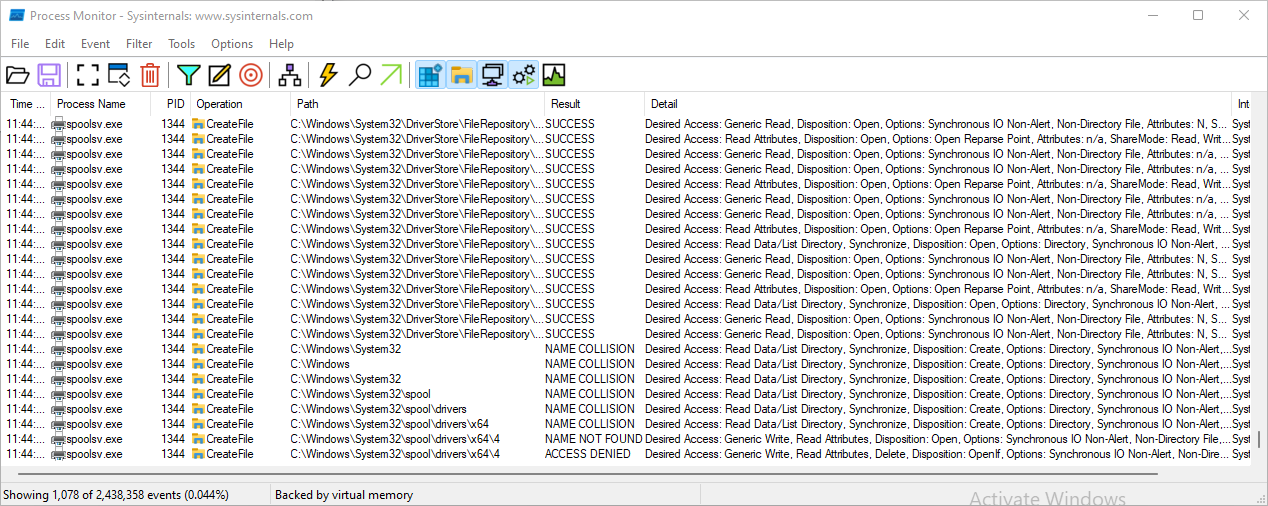 Process Monitor - Sysinternals: www.sysinternals.com
File Edit Event Filter Tools Options Help
Time ... Process Name PID Operation Path Result Detail Int
11:44:... spoolsv.exe 1344 CreateFile C:\Windows\System32\DriverStore\FileRepository\... SUCCESS Desired Access: Generic Read, Disposition: Open, Options: Synchronous IO Non-Alert, Non-Directory File, Attributes: N, S... Syst
11:44:... spoolsv.exe 1344 CreateFile C:\Windows\System32\DriverStore\FileRepository\... SUCCESS Desired Access: Read Attributes, Disposition: Open, Options: Open Reparse Point, Attributes: n/a, ShareMode: Read, Writ... Syst
11:44:... spoolsv.exe 1344 CreateFile C:\Windows\System32\DriverStore\FileRepository\... SUCCESS Desired Access: Generic Read, Disposition: Open, Options: Synchronous IO Non-Alert, Non-Directory File, Attributes: n/a, ... Syst
11:44:... spoolsv.exe 1344 CreateFile C:\Windows\System32\DriverStore\FileRepository\... SUCCESS Desired Access: Generic Read, Disposition: Open, Options: Synchronous IO Non-Alert, Non-Directory File, Attributes: n/a, ... Syst
11:44:... spoolsv.exe 1344 CreateFile C:\Windows\System32\DriverStore\FileRepository\... SUCCESS Desired Access: Read Attributes, Disposition: Open, Options: Open Reparse Point, Attributes: n/a, ShareMode: Read, Writ... Syst
11:44:... spoolsv.exe 1344 CreateFile C:\Windows\System32\DriverStore\FileRepository\... SUCCESS Desired Access: Generic Read, Disposition: Open, Options: Synchronous IO Non-Alert, Non-Directory File, Attributes: n/a, ... Syst
11:44:... spoolsv.exe 1344 CreateFile C:\Windows\System32\DriverStore\FileRepository\... SUCCESS Desired Access: Generic Read, Disposition: Open, Options: Synchronous IO Non-Alert, Non-Directory File, Attributes: n/a, ... Syst
11:44:... spoolsv.exe 1344 CreateFile C:\Windows\System32\DriverStore\FileRepository\... SUCCESS Desired Access: Read Attributes, Disposition: Open, Options: Open Reparse Point, Attributes: n/a, ShareMode: Read, Writ... Syst
11:44:... spoolsv.exe 1344 CreateFile C:\Windows\System32\DriverStore\FileRepository\... SUCCESS Desired Access: Read Data/List Directory, Synchronize, Disposition: Open, Options: Directory, Synchronous IO Non-Alert, ... Syst
11:44:... spoolsv.exe 1344 CreateFile C:\Windows\System32\DriverStore\FileRepository\... SUCCESS Desired Access: Generic Read, Disposition: Open, Options: Synchronous IO Non-Alert, Non-Directory File, Attributes: N, S... Syst
11:44:... spoolsv.exe 1344 CreateFile C:\Windows\System32\DriverStore\FileRepository\... SUCCESS Desired Access: Generic Read, Disposition: Open, Options: Synchronous IO Non-Alert, Non-Directory File, Attributes: N, S... Syst
11:44:... spoolsv.exe 1344 CreateFile C:\Windows\System32\DriverStore\FileRepository\... SUCCESS Desired Access: Read Attributes, Disposition: Open, Options: Open Reparse Point, Attributes: n/a, ShareMode: Read, Writ... Syst
11:44:... spoolsv.exe 1344 CreateFile C:\Windows\System32\DriverStore\FileRepository\... SUCCESS Desired Access: Read Data/List Directory, Synchronize, Disposition: Open, Options: Directory, Synchronous IO Non-Alert, ... Syst
11:44:... spoolsv.exe 1344 CreateFile C:\Windows\System32\DriverStore\FileRepository\... SUCCESS Desired Access: Generic Read, Disposition: Open, Options: Synchronous IO Non-Alert, Non-Directory File, Attributes: N, S... Syst
11:44:... spoolsv.exe 1344 CreateFile C:\Windows\System32\DriverStore\FileRepository\... SUCCESS Desired Access: Generic Read, Disposition: Open, Options: Synchronous IO Non-Alert, Non-Directory File, Attributes: N, S... Syst
11:44:... spoolsv.exe 1344 CreateFile C:\Windows\System32 NAME COLLISION Desired Access: Read Data/List Directory, Synchronize, Disposition: Create, Options: Directory, Synchronous IO Non-Alert,... Syst
11:44:... spoolsv.exe 1344 CreateFile C:\Windows NAME COLLISION Desired Access: Read Data/List Directory, Synchronize, Disposition: Create, Options: Directory, Synchronous IO Non-Alert,... Syst
11:44:... spoolsv.exe 1344 CreateFile C:\Windows\System32 NAME COLLISION Desired Access: Read Data/List Directory, Synchronize, Disposition: Create, Options: Directory, Synchronous IO Non-Alert,... Syst
11:44:... spoolsv.exe 1344 CreateFile C:\Windows\System32\spool NAME COLLISION Desired Access: Read Data/List Directory, Synchronize, Disposition: Create, Options: Directory, Synchronous IO Non-Alert,... Syst
11:44:... spoolsv.exe 1344 CreateFile C:\Windows\System32\spool\drivers NAME COLLISION Desired Access: Read Data/List Directory, Synchronize, Disposition: Create, Options: Directory, Synchronous IO Non-Alert,... Syst
11:44:... spoolsv.exe 1344 CreateFile C:\Windows\System32\spool\drivers\x64 NAME COLLISION Desired Access: Read Data/List Directory, Synchronize, Disposition: Create, Options: Directory, Synchronous IO Non-Alert,... Syst
11:44:... spoolsv.exe 1344 CreateFile C:\Windows\System32\spool\drivers\x64\4 NAME NOT FOUND Desired Access: Generic Write, Read Attributes, Disposition: Open, Options: Synchronous IO Non-Alert, Non-Directory File,... Syst
11:44:... spoolsv.exe 1344 CreateFile C:\Windows\System32\spool\drivers\x64\4 ACCESS DENIED Desired Access: Generic Write, Read Attributes, Delete, Disposition: OpenIf, Options: Synchronous IO Non-Alert, Non-Dire... Syst
Showing 1,078 of 2,438,358 events (0.044%) Backed by virtual memory Activate Windows